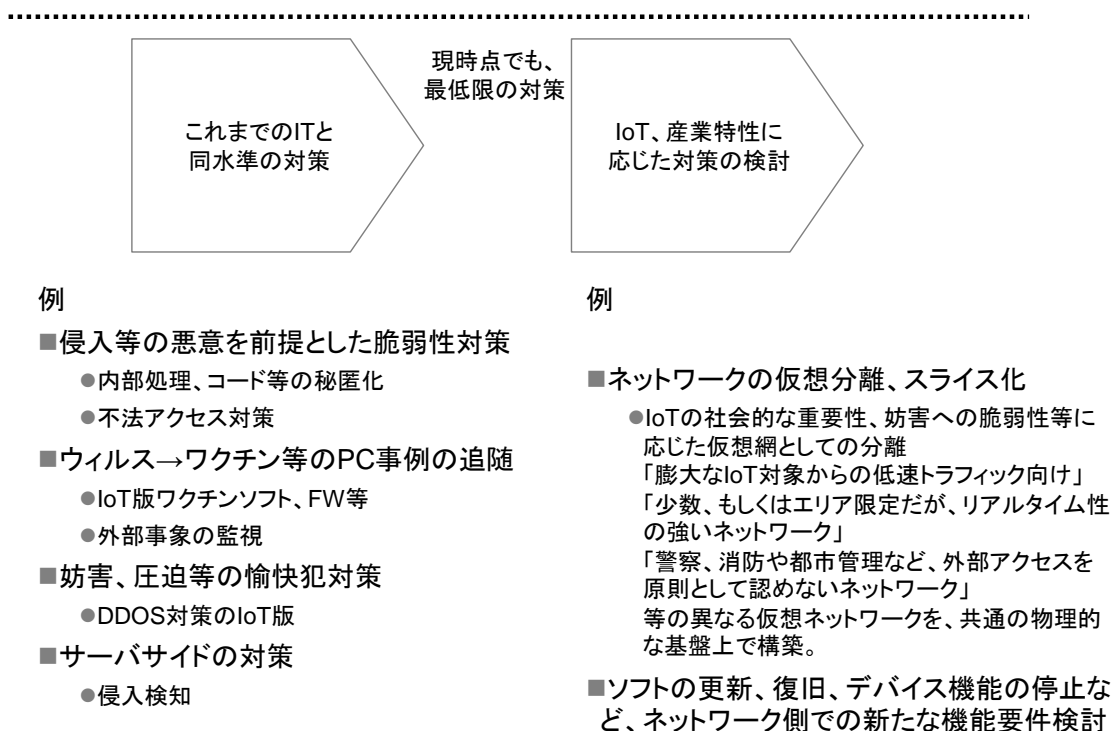 これまでのITと
同水準の対策
現時点でも、
最低限の対策
IoT、産業特性に
応じた対策の検討
例
■侵入等の悪意を前提とした脆弱性対策
●内部処理、コード等の秘匿化
●不法アクセス対策
■ウィルス→ワクチン等のPC事例の追随
●IoT版ワクチンソフト、FW等
●外部事象の監視
■妨害、圧迫等の愉快犯対策
●DDOS対策のIoT版
■サーバサイドの対策
●侵入検知
例
■ネットワークの仮想分離、スライス化
●IoTの社会的な重要性、妨害への脆弱性等に
応じた仮想網としての分離
「膨大なIoT対象からの低速トラフィック向け」
「少数、もしくはエリア限定だが、リアルタイム性
の強いネットワーク」
「警察、消防や都市管理など、外部アクセスを
原則として認めないネットワーク」
等の異なる仮想ネットワークを、共通の物理的
な基盤上で構築。
■ソフトの更新、復旧、デバイス機能の停止な
ど、ネットワーク側での新たな機能要件検討